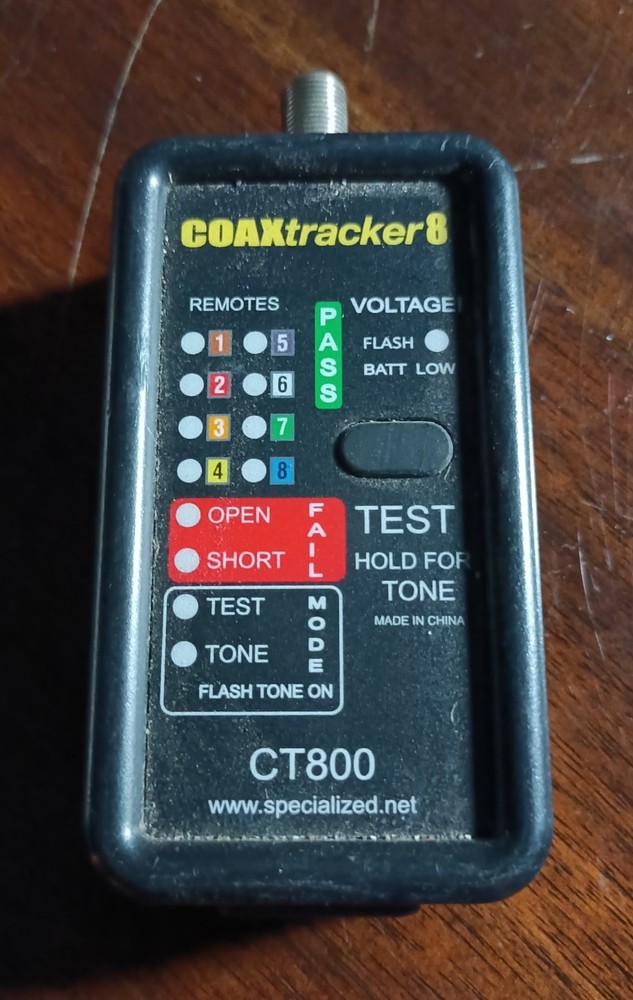 COAXtracker8
REMOTES
1 5
2 6
3 7
4 8
PASS
VOLTAGE!
FLASH
BATT LOW
OPEN
SHORT
FAIL
TEST
HOLD FOR
TONE
MADE IN CHINA
TEST
TONE
MODE
FLASH TONE ON
CT800
www.specialized.net